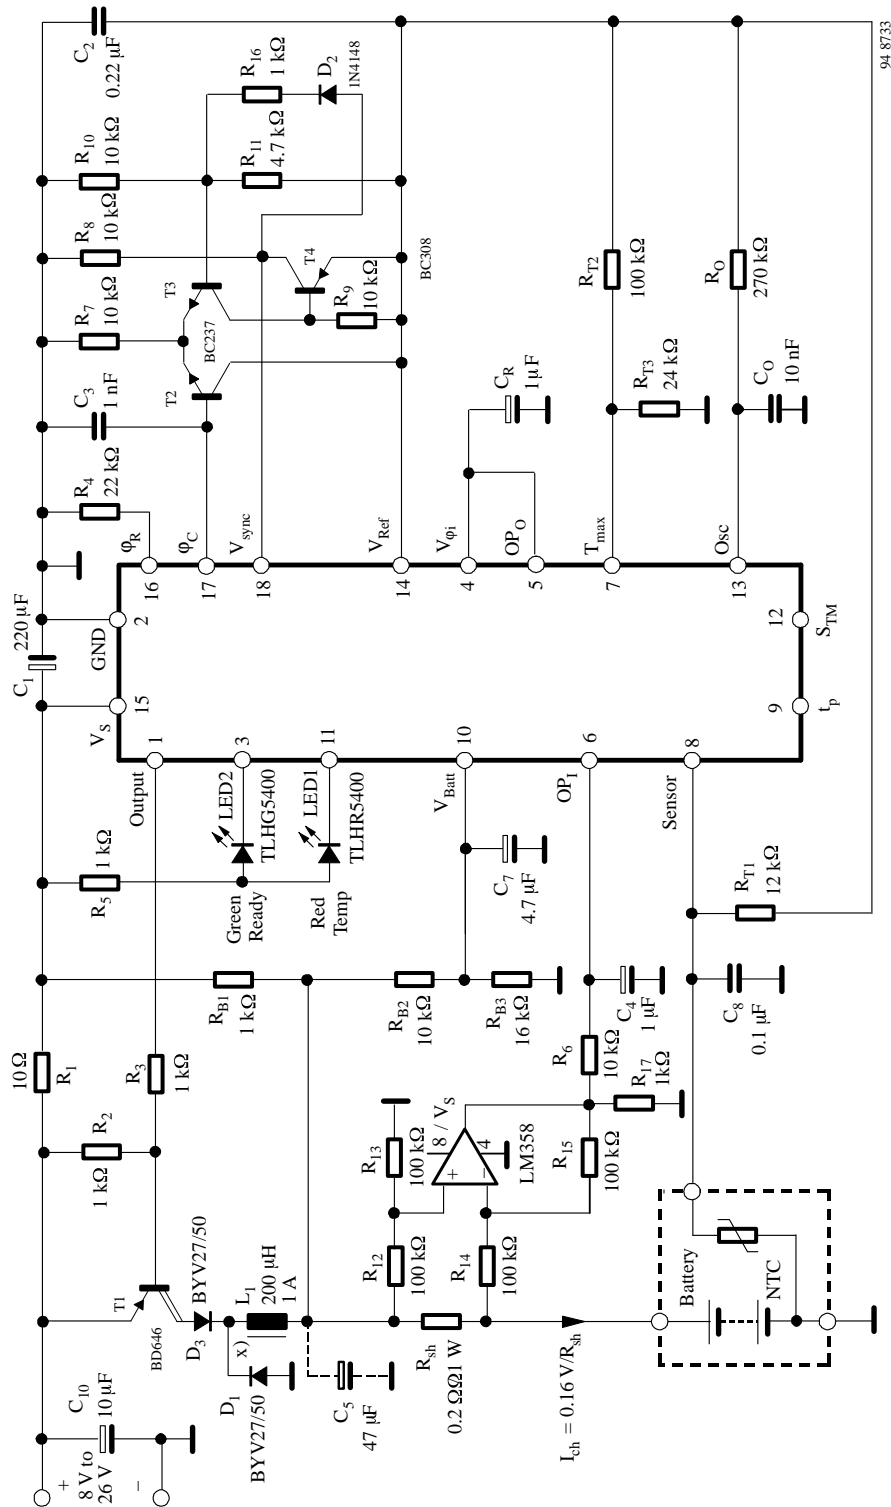 +
8 V to
26 V
–
C10
10 µF
T1
BD646
D3
BYV27/50
D1
BYV27/50
x)
L1
200 µH
1 A
C5
47 µF
R2
1 kΩ
R3
1 kΩ
10 Ω
R1
Rsh
0.2 ΩΩ1 W
Ich = 0.16 V/Rsh
R12
100 kΩ
R13
100 kΩ
R14
100 kΩ
R15
100 kΩ
8 / VS
+
–
4
LM358
R17
1kΩ
R6
10 kΩ
C4
1 µF
RB1
1 kΩ
RB2
10 kΩ
RB3
16 kΩ
C7
4.7 µF
C8
0.1 µF
RT1
12 kΩ
Battery
NTC
R5
1 kΩ
Green
Ready
LED2
TLHG5400
Red
Temp
LED1
TLHR5400
Output
1
3
11
VBatt
10
OPI
6
Sensor
8
VS
15
GND
2
9
tp
12
STM
C1
220 µF
φR
16
φC
17
Vsync
18
VRef
14
Vφi
4
OPO
5
Tmax
7
Osc
13
R4
22 kΩ
C3
1 nF
R7
10 kΩ
R8
10 kΩ
R10
10 kΩ
C2
0.22 µF
T2
BC237
T3
T4
BC308
R9
10 kΩ
R11
4.7 kΩ
R16
1 kΩ
D2
1N4148
CR
1 µF
RT2
100 kΩ
RT3
24 kΩ
RO
270 kΩ
CO
10 nF
94 8733